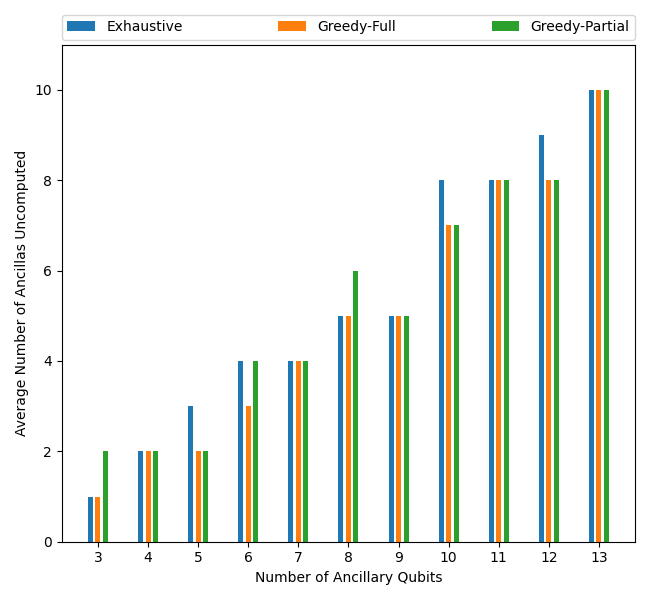 Exhaustive Greedy-Full Greedy-Partial
Average Number of Ancillas Uncomputed
10
8
6
4
2
0
3 4 5 6 7 8 9 10 11 12 13
Number of Ancillary Qubits